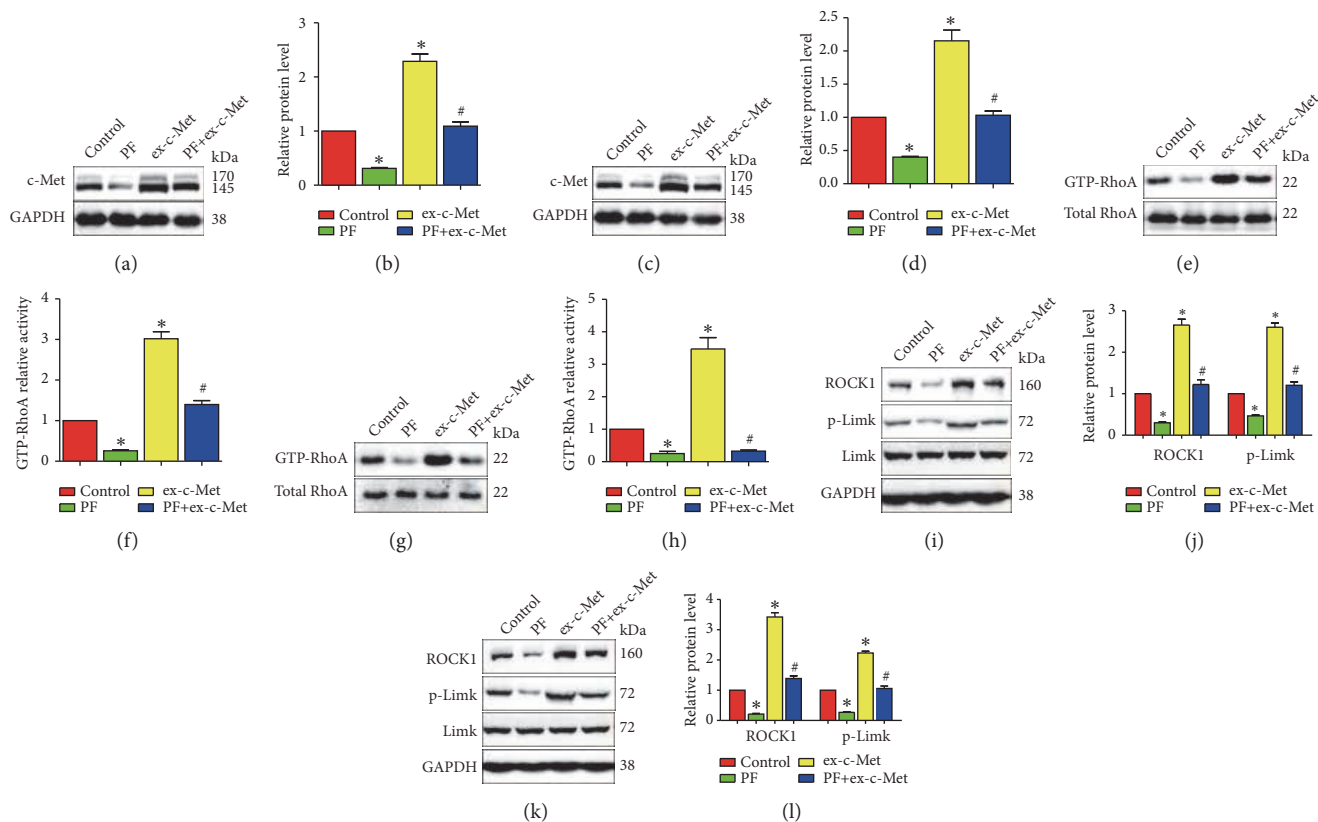 Control PF ex-c-Met PF+ex-c-Met kDa
c-Met 170
145
GAPDH 38
(a)
Relative protein level
3
2
1
0
* * #
Control ex-c-Met
PF PF+ex-c-Met
(b)
Control PF ex-c-Met PF+ex-c-Met kDa
c-Met 170
145
GAPDH 38
(c)
Relative protein level
2.5
2.0
1.5
1.0
0.5
0.0
* * #
Control ex-c-Met
PF PF+ex-c-Met
(d)
Control PF ex-c-Met PF+ex-c-Met kDa
GTP-RhoA 22
Total RhoA 22
(e)
GTP-RhoA relative activity
4
3
2
1
0
* * #
Control ex-c-Met
PF PF+ex-c-Met
(f)
Control PF ex-c-Met PF+ex-c-Met kDa
GTP-RhoA 22
Total RhoA 22
(g)
GTP-RhoA relative activity
5
4
3
2
1
0
* * #
Control ex-c-Met
PF PF+ex-c-Met
(h)
Control PF ex-c-Met PF+ex-c-Met kDa
ROCK1 160
p-Limk 72
Limk 72
GAPDH 38
(i)
Relative protein level
3
2
1
0
* * # * * #
ROCK1 p-Limk
Control ex-c-Met
PF PF+ex-c-Met
(j)
Control PF ex-c-Met PF+ex-c-Met kDa
ROCK1 160
p-Limk 72
Limk 72
GAPDH 38
(k)
Relative protein level
4
3
2
1
0
* * # * * #
ROCK1 p-Limk
Control ex-c-Met
PF PF+ex-c-Met
(l)